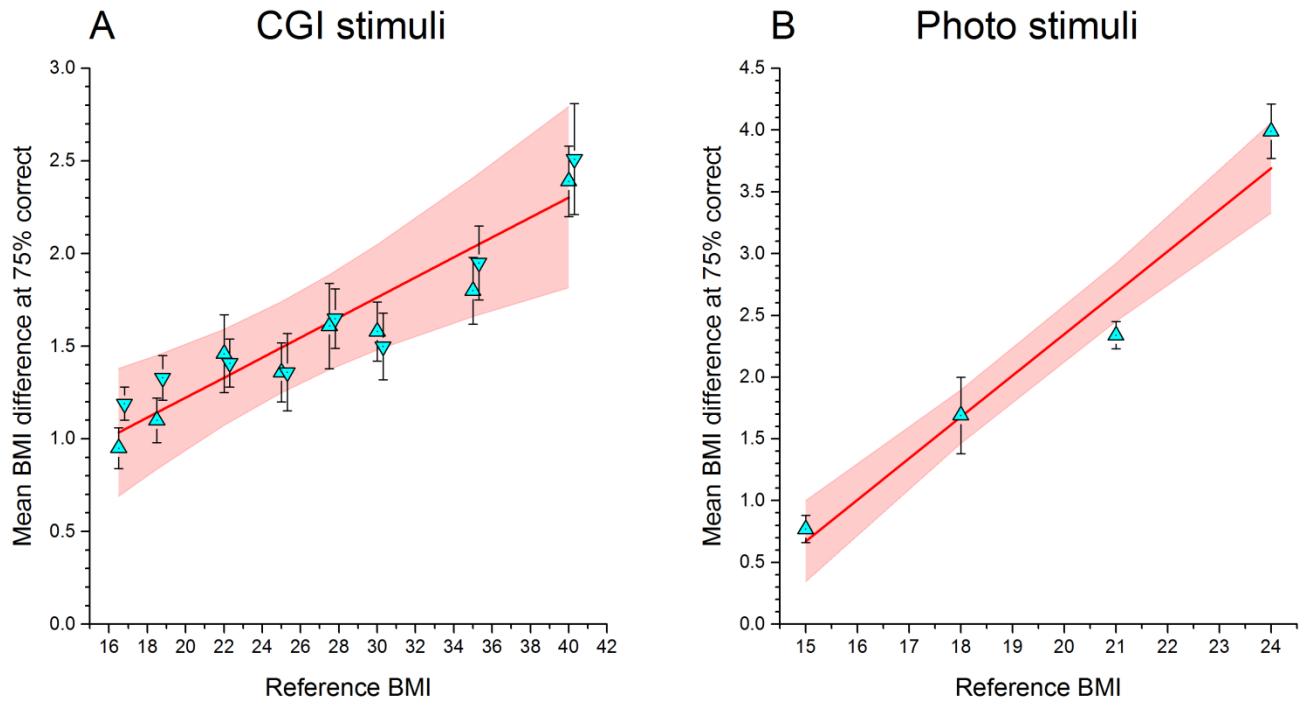 A CGI stimuli
Mean BMI difference at 75% correct
3.0
2.5
2.0
1.5
1.0
0.5
0.0
16 18 20 22 24 26 28 30 32 34 36 38 40 42
Reference BMI
B Photo stimuli
Mean BMI difference at 75% correct
4.5
4.0
3.5
3.0
2.5
2.0
1.5
1.0
0.5
0.0
15 16 17 18 19 20 21 22 23 24
Reference BMI